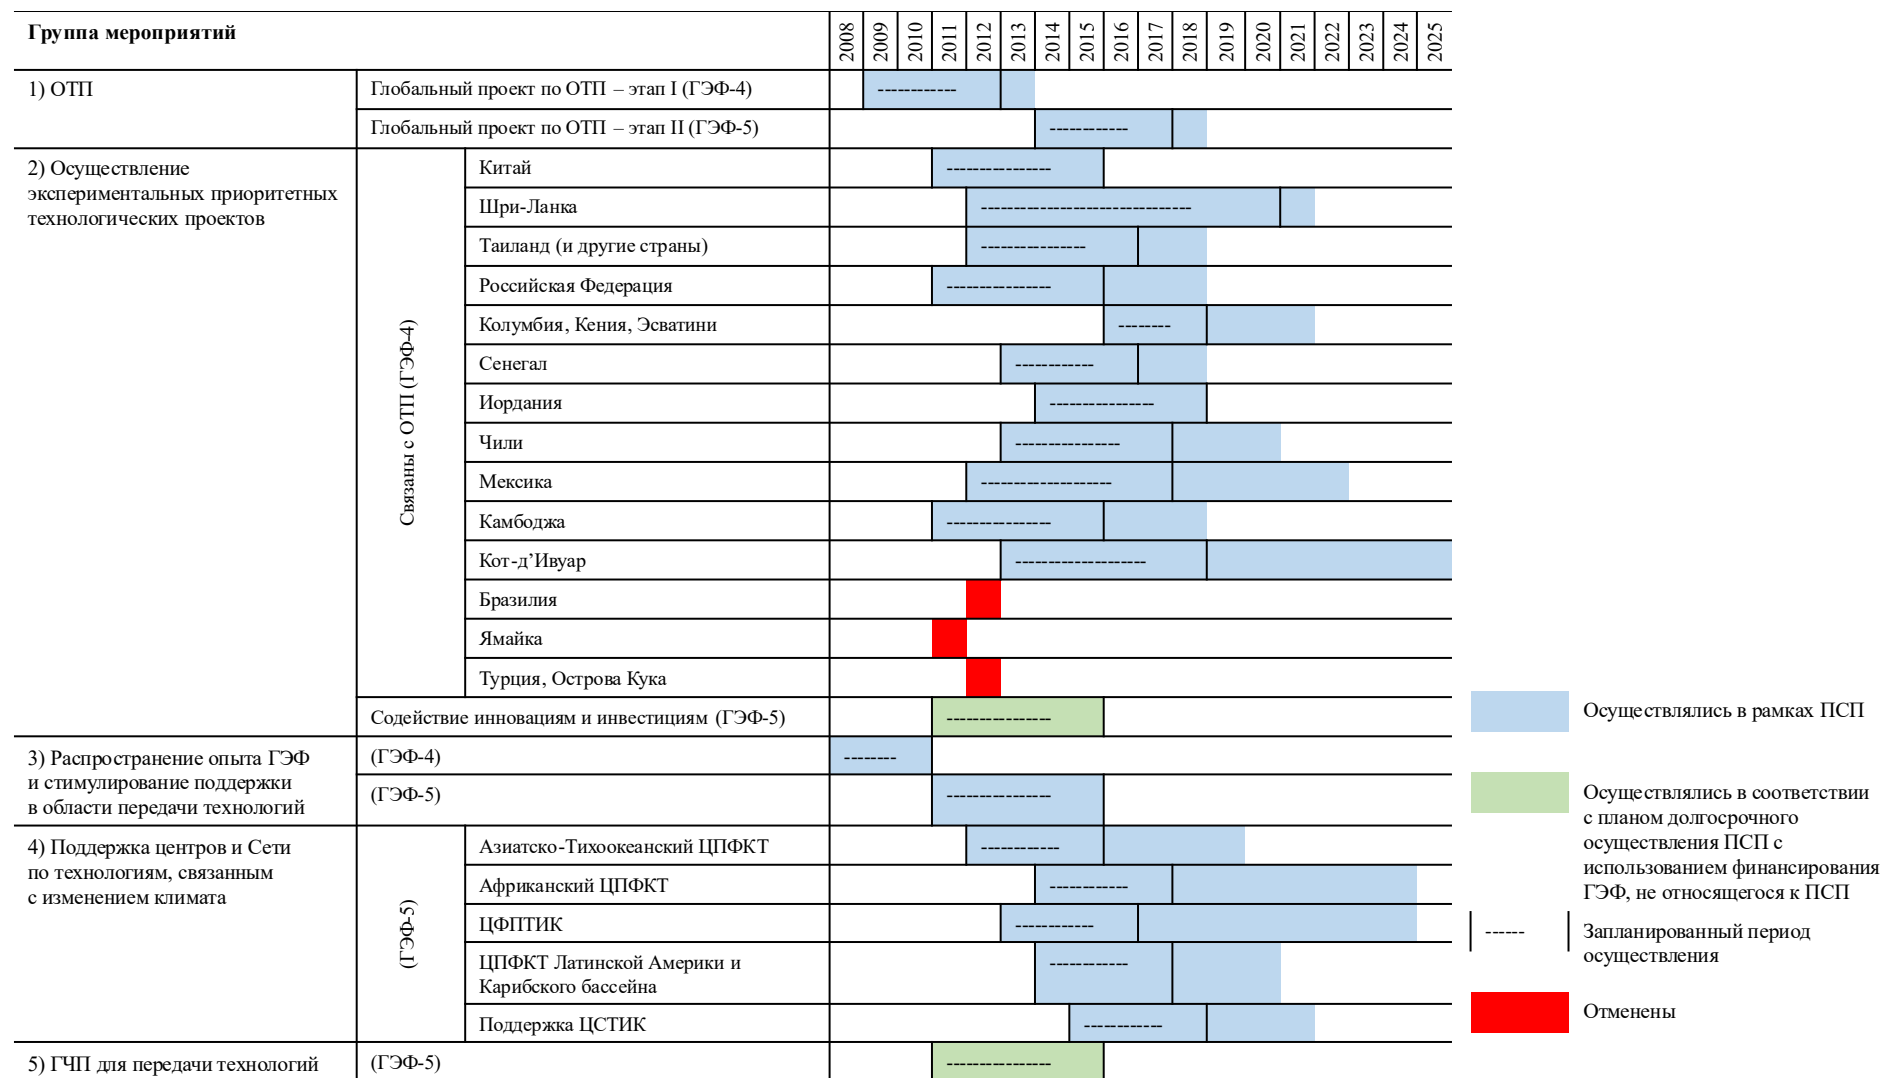 Группа мероприятий
2008 2009 2010 2011 2012 2013 2014 2015 2016 2017 2018 2019 2020 2021 2022 2023 2024 2025
1) ОТП
Глобальный проект по ОТП – этап I (ГЭФ-4)
Глобальный проект по ОТП – этап II (ГЭФ-5)
2) Осуществление
экспериментальных приоритетных
технологических проектов
Связаны с ОТП (ГЭФ-4)
Китай
Шри-Ланка
Таиланд (и другие страны)
Российская Федерация
Колумбия, Кения, Эсватини
Сенегал
Иордания
Чили
Мексика
Камбоджа
Кот-д’Ивуар
Бразилия
Ямайка
Турция, Острова Кука
Содействие инновациям и инвестициям (ГЭФ-5)
3) Распространение опыта ГЭФ
и стимулирование поддержки
в области передачи технологий
(ГЭФ-4)
(ГЭФ-5)
4) Поддержка центров и Сети
по технологиям, связанным
с изменением климата
(ГЭФ-5)
Азиатско-Тихоокеанский ЦПФКТ
Африканский ЦПФКТ
ЦФПТИК
ЦПФКТ Латинской Америки и
Карибского бассейна
Поддержка ЦСТИК
5) ГЧП для передачи технологий
(ГЭФ-5)
Осуществлялись в рамках ПСП
Осуществлялись в соответствии
с планом долгосрочного
осуществления ПСП с
использованием финансирования
ГЭФ, не относящегося к ПСП
Запланированный период
осуществления
Отменены